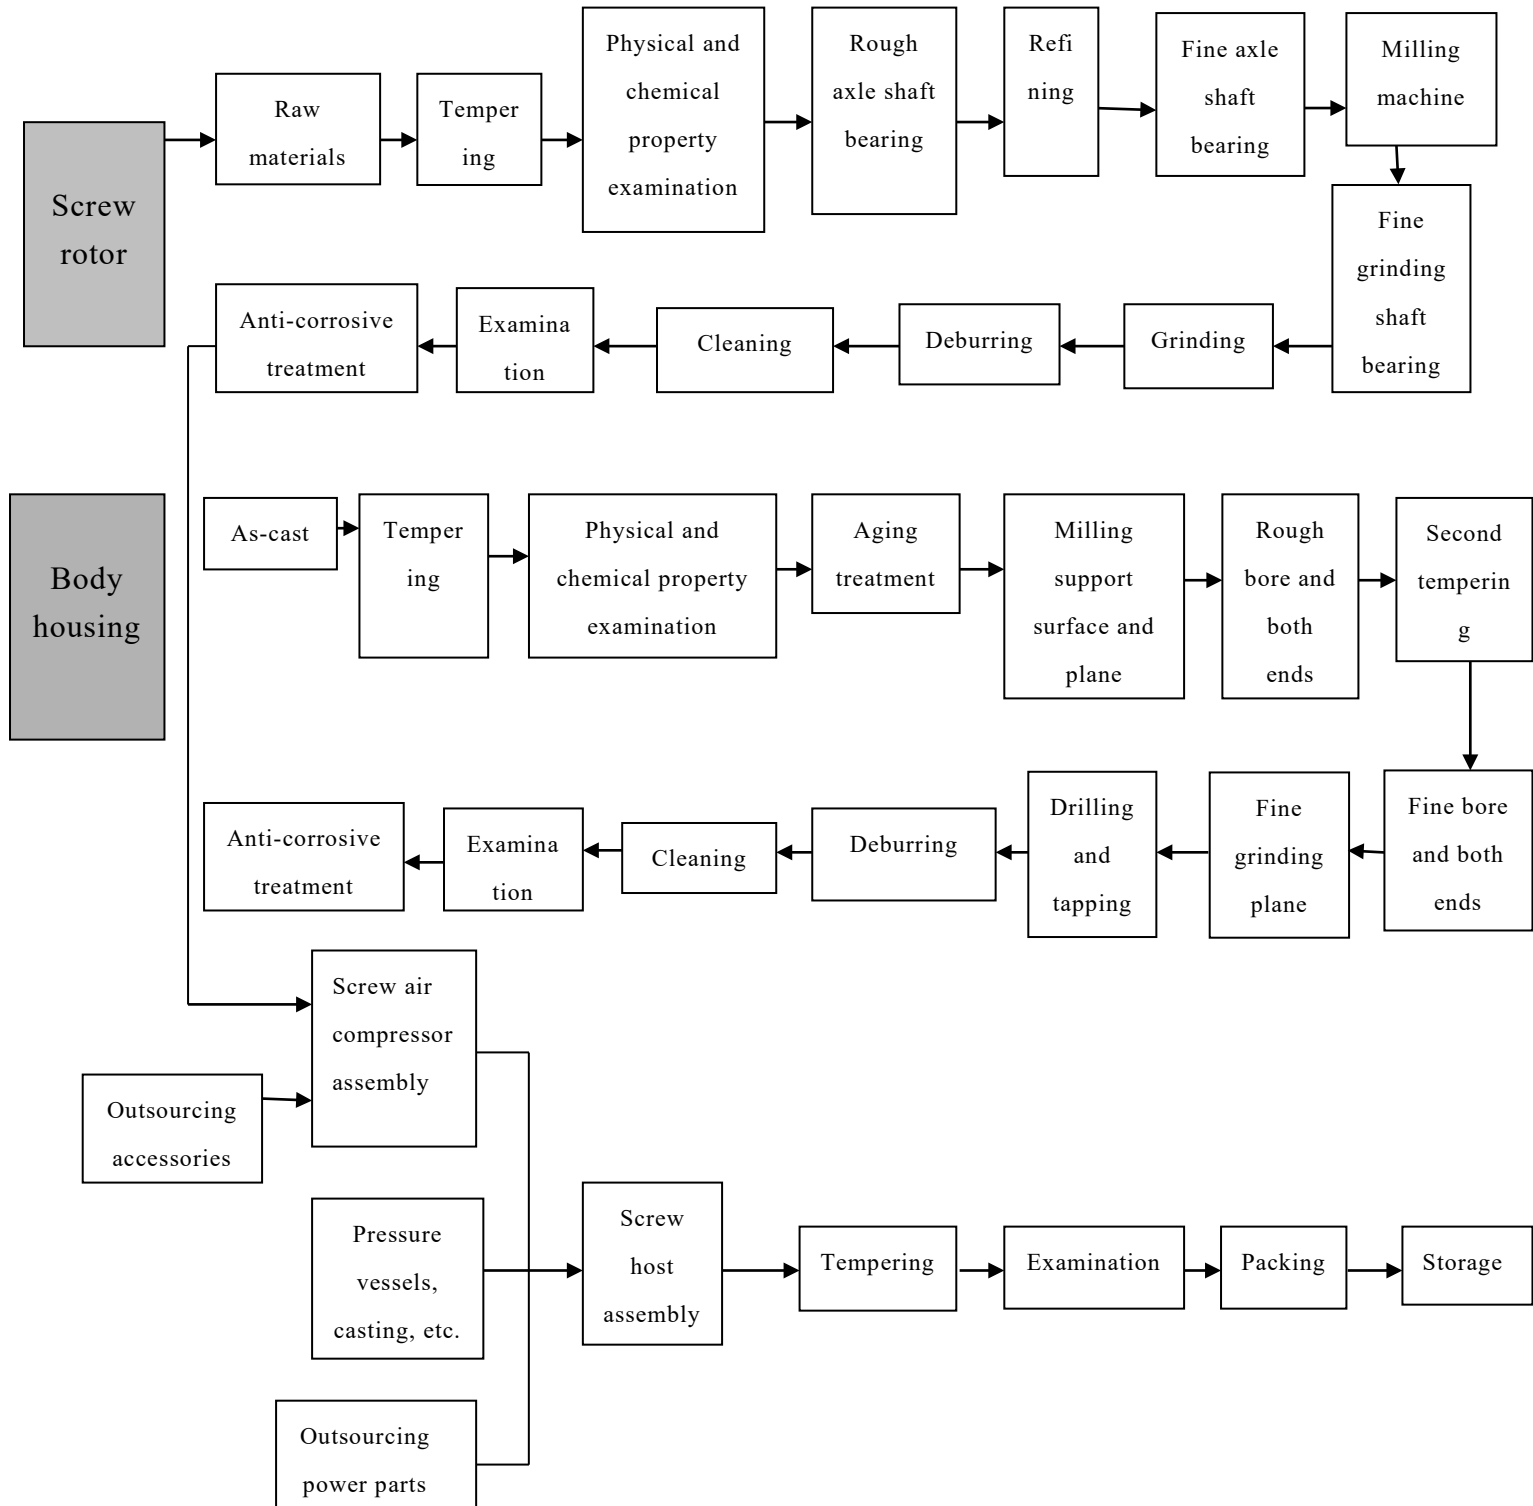 Screw
rotor
Raw
materials
Temper
ing
Physical and
chemical
property
examination
Rough
axle shaft
bearing
Refi
ning
Fine axle
shaft
bearing
Milling
machine
Fine
grinding
shaft
bearing
Grinding
Deburring
Cleaning
Examina
tion
Anti-corrosive
treatment
Body
housing
As-cast
Temper
ing
Physical and
chemical property
examination
Aging
treatment
Milling
support
surface and
plane
Rough
bore and
both
ends
Second
temperin
g
Fine bore
and both
ends
Fine
grinding
plane
Drilling
and
tapping
Deburring
Cleaning
Examina
tion
Anti-corrosive
treatment
Screw air
compressor
assembly
Outsourcing
accessories
Pressure
vessels,
casting, etc.
Outsourcing
power parts
Screw
host
assembly
Tempering
Examination
Packing
Storage